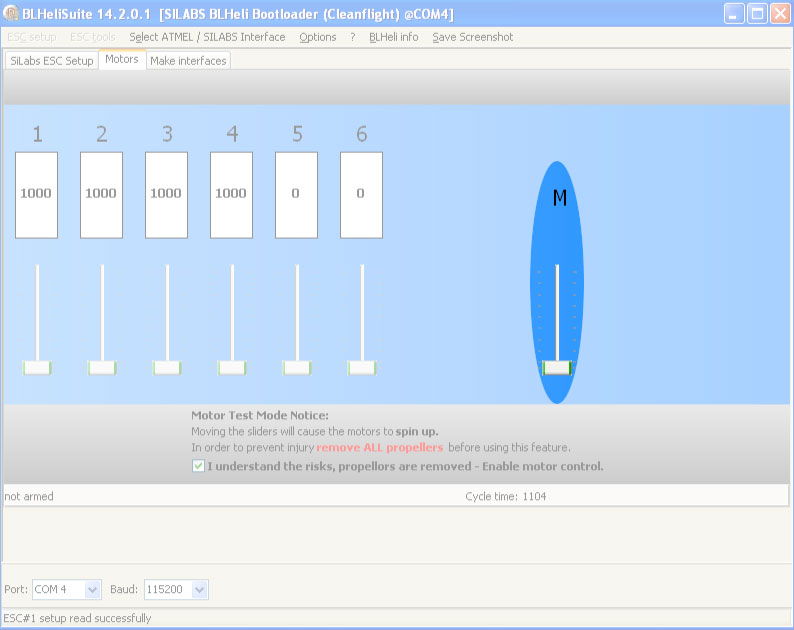 BLHeliSuite 14.2.0.1 [SILABS BLHeli Bootloader (Cleanflight) @COM4]
ESC setup ESC tools Select ATMEL / SILABS Interface Options ? BLHeli info Save Screenshot
SiLabs ESC Setup Motors Make interfaces
1 2 3 4 5 6
1000 1000 1000 1000 0 0
M
Motor Test Mode Notice:
Moving the sliders will cause the motors to spin up.
In order to prevent injury remove ALL propellers before using this feature.
I understand the risks, propellors are removed - Enable motor control.
not armed Cycle time: 1104
Port: COM 4 Baud: 115200
ESC#1 setup read successfully